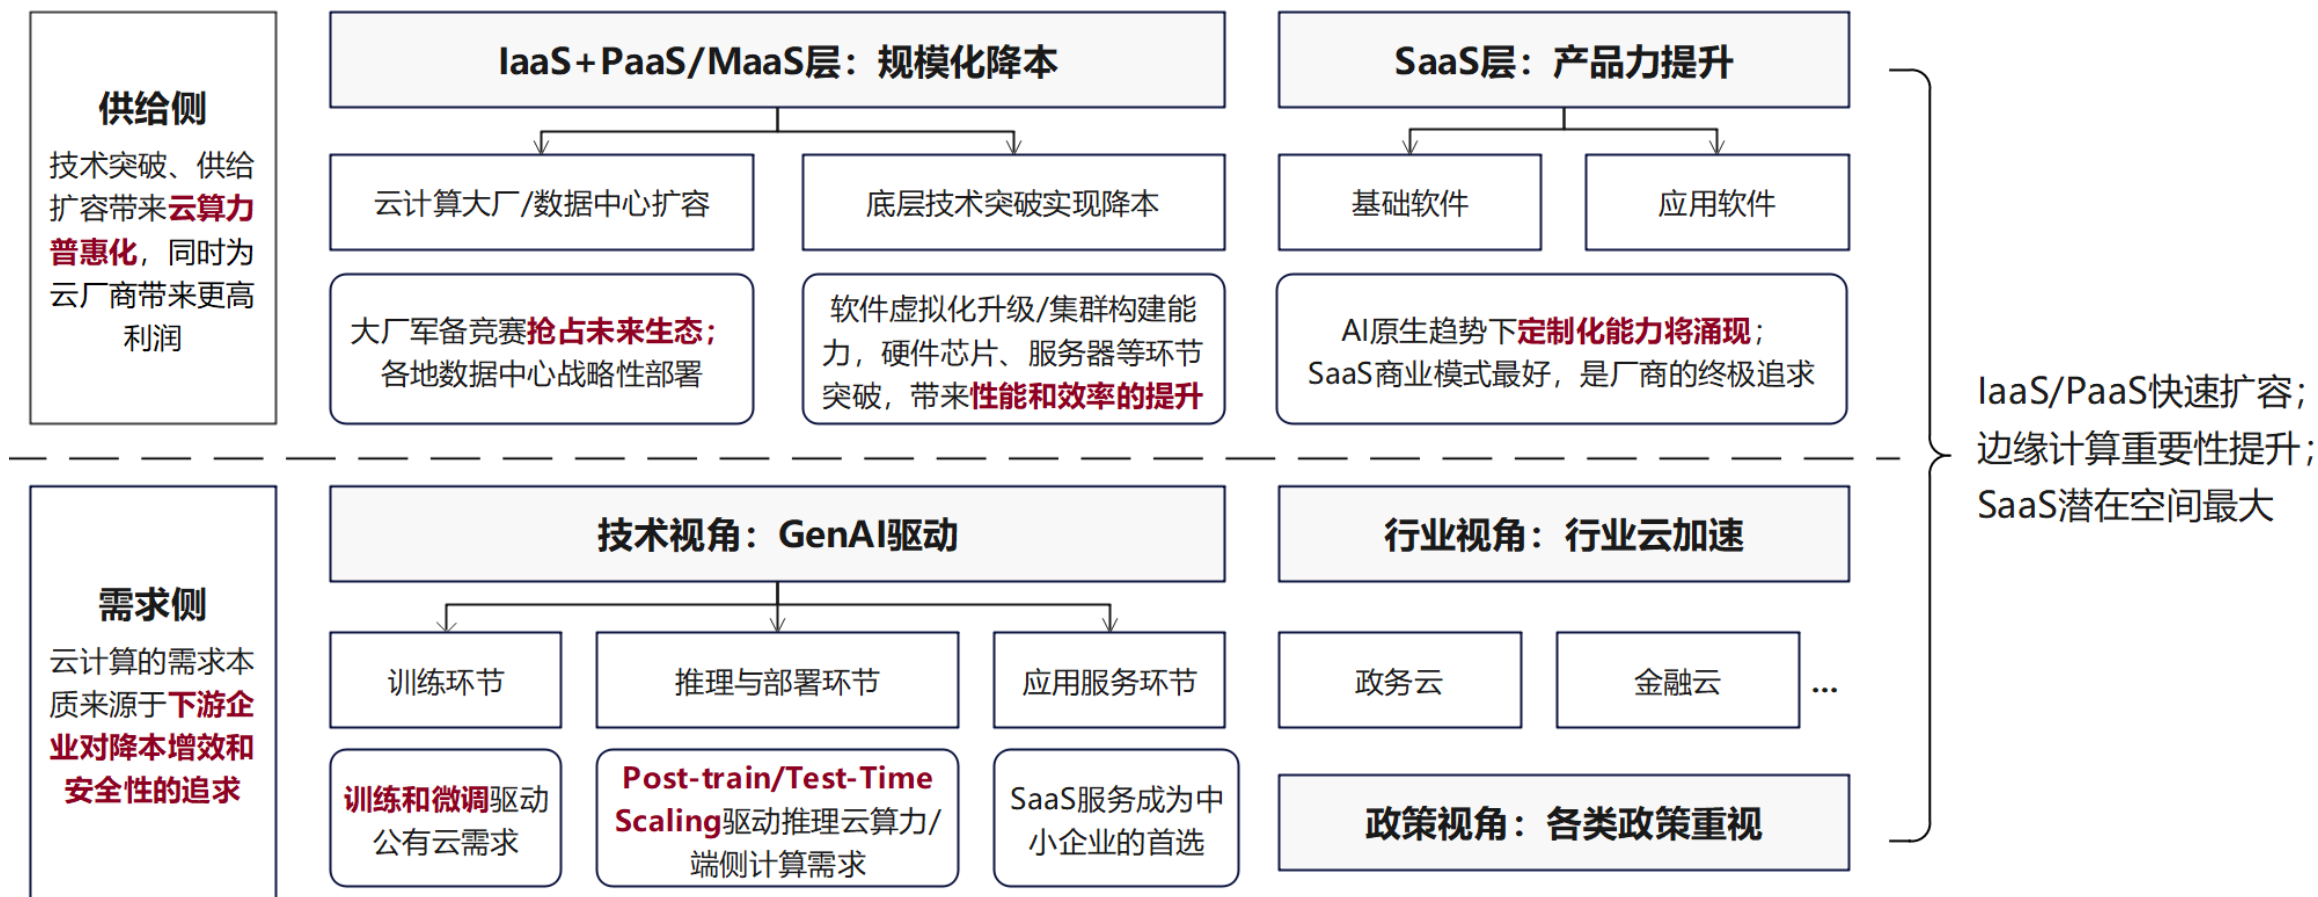 供给侧
技术突破、供给
扩容带来云算力
普惠化，同时为
云厂商带来更高
利润
IaaS+PaaS/MaaS层：规模化降本
云计算大厂/数据中心扩容
底层技术突破实现降本
大厂军备竞赛抢占未来生态；
各地数据中心战略性部署
软件虚拟化升级/集群构建能
力，硬件芯片、服务器等环节
突破，带来性能和效率的提升
SaaS层：产品力提升
基础软件
应用软件
AI原生趋势下定制化能力将涌现；
SaaS商业模式最好，是厂商的终极追求
需求侧
云计算的需求本
质来源于下游企
业对降本增效和
安全性的追求
技术视角：GenAI驱动
训练环节
推理与部署环节
应用服务环节
训练和微调驱动
公有云需求
Post-train/Test-Time
Scaling驱动推理云算力/
端侧计算需求
SaaS服务成为中
小企业的首选
行业视角：行业云加速
政务云
金融云
...
政策视角：各类政策重视
IaaS/PaaS快速扩容；
边缘计算重要性提升；
SaaS潜在空间最大